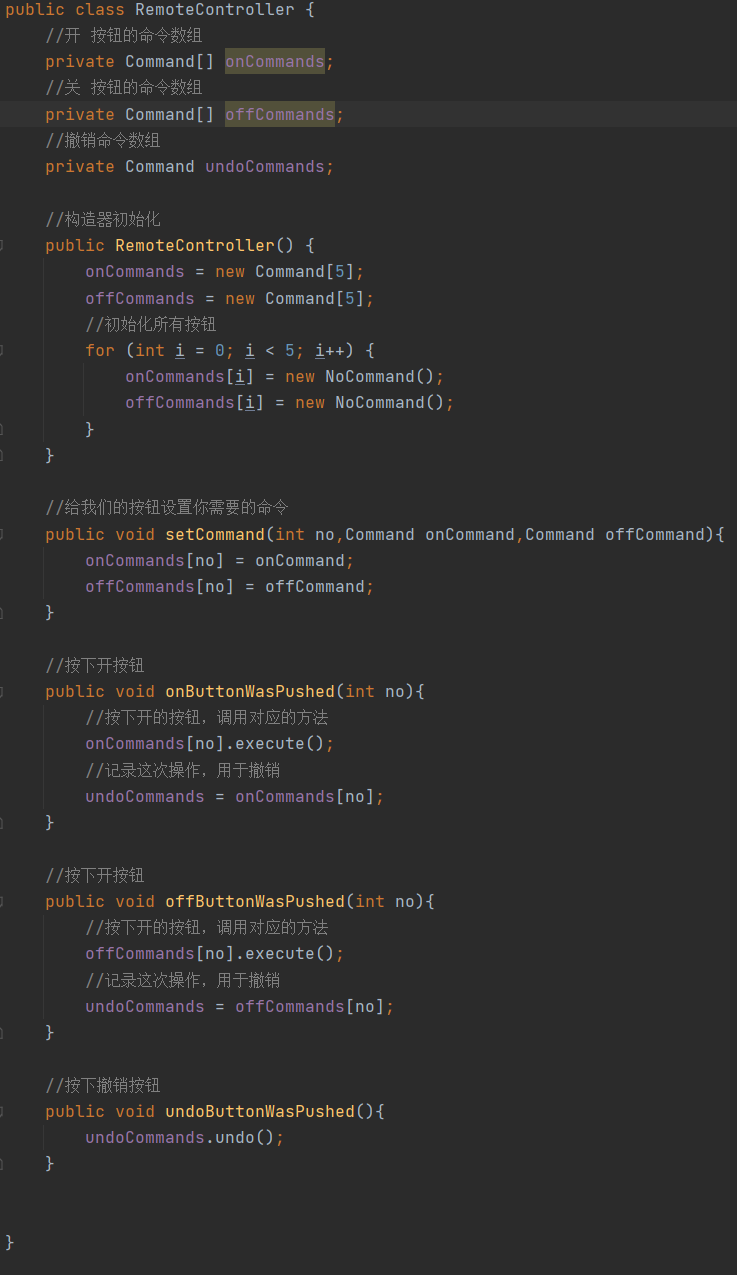 public class RemoteController {
    //开 按钮的命令数组
    private Command[] onCommands;
    //关 按钮的命令数组
    private Command[] offCommands;
    //撤销命令数组
    private Command undoCommands;
    //构造器初始化
    public RemoteController() {
        onCommands = new Command[5];
        offCommands = new Command[5];
        //初始化所有按钮
        for (int i = 0; i < 5; i++) {
            onCommands[i] = new NoCommand();
            offCommands[i] = new NoCommand();
        }
    }
    //给我们的按钮设置你需要的命令
    public void setCommand(int no,Command onCommand,Command offCommand){
        onCommands[no] = onCommand;
        offCommands[no] = offCommand;
    }
    //按下开按钮
    public void onButtonWasPushed(int no){
        //按下开的按钮，调用对应的方法
        onCommands[no].execute();
        //记录这次操作，用于撤销
        undoCommands = onCommands[no];
    }
    //按下开按钮
    public void offButtonWasPushed(int no){
        //按下开的按钮，调用对应的方法
        offCommands[no].execute();
        //记录这次操作，用于撤销
        undoCommands = offCommands[no];
    }
    //按下撤销按钮
    public void undoButtonWasPushed(){
        undoCommands.undo();
    }
}